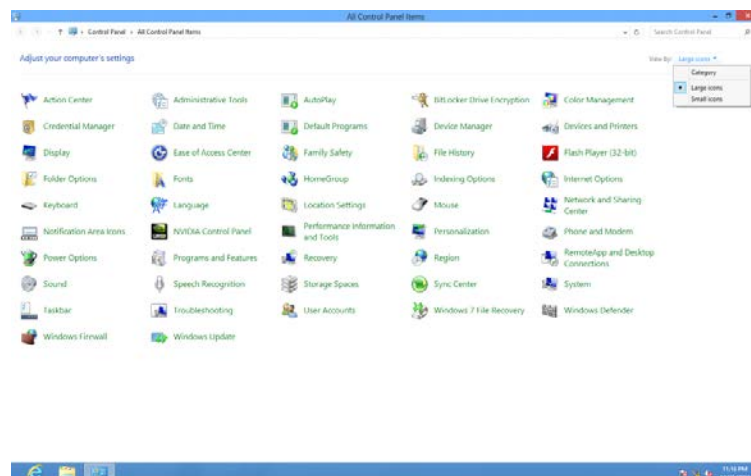 All Control Panel Items
Control Panel All Control Panel Items
Search Control Panel
Adjust your computer's settings
View By: Large icons
Category
Large icons
Small icons
Action Center
Administrative Tools
AutoPlay
BitLocker Drive Encryption
Color Management
Credential Manager
Date and Time
Default Programs
Device Manager
Devices and Printers
Display
Ease of Access Center
Family Safety
File History
Flash Player (32-bit)
Folder Options
Fonts
HomeGroup
Indexing Options
Internet Options
Keyboard
Language
Location Settings
Mouse
Network and Sharing
Center
Notification Area Icons
NVIDIA Control Panel
Performance Information
and Tools
Personalization
Phone and Modem
Power Options
Programs and Features
Recovery
Region
RemoteApp and Desktop
Connections
Sound
Speech Recognition
Storage Spaces
Sync Center
System
Taskbar
Troubleshooting
User Accounts
Windows 7 File Recovery
Windows Defender
Windows Firewall
Windows Update